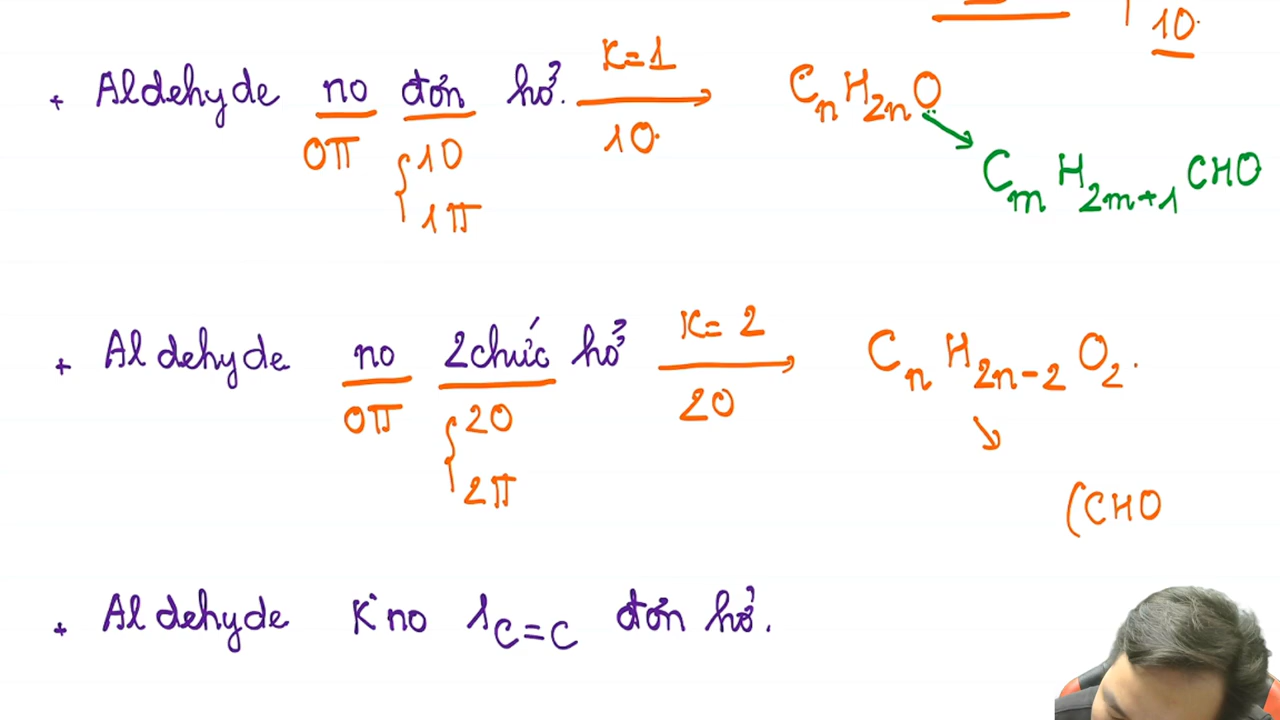 10.
+ Aldehyde no đơn hở. K=1 CnH2nO
0π {1O 1O.
1π CmH2m+1CHO
+ Aldehyde no 2chức hở K=2 CnH2n-2O2.
0π {2O 2O
2π (CHO
+ Aldehyde K no 1C=C đơn hở.